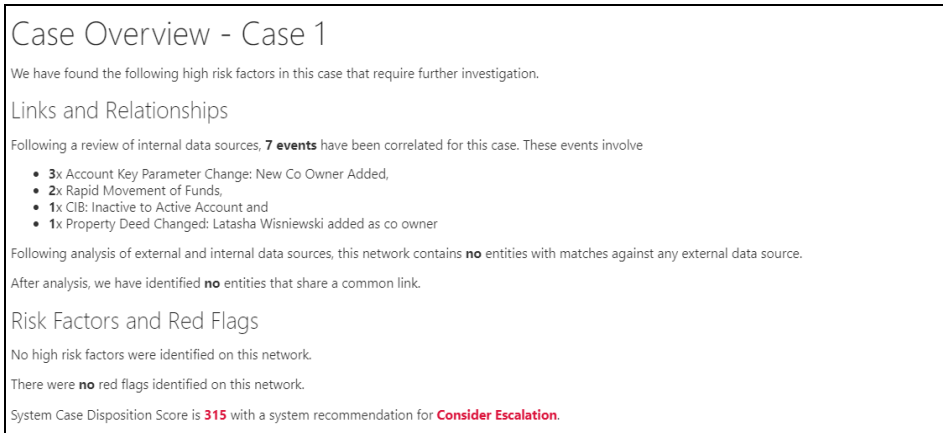 Case Overview - Case 1
We have found the following high risk factors in this case that require further investigation.
Links and Relationships
Following a review of internal data sources, 7 events have been correlated for this case. These events involve
• 3x Account Key Parameter Change: New Co Owner Added,
• 2x Rapid Movement of Funds,
• 1x CIB: Inactive to Active Account and
• 1x Property Deed Changed: Latasha Wisniewski added as co owner
Following analysis of external and internal data sources, this network contains no entities with matches against any external data source.
After analysis, we have identified no entities that share a common link.
Risk Factors and Red Flags
No high risk factors were identified on this network.
There were no red flags identified on this network.
System Case Disposition Score is 315 with a system recommendation for Consider Escalation.